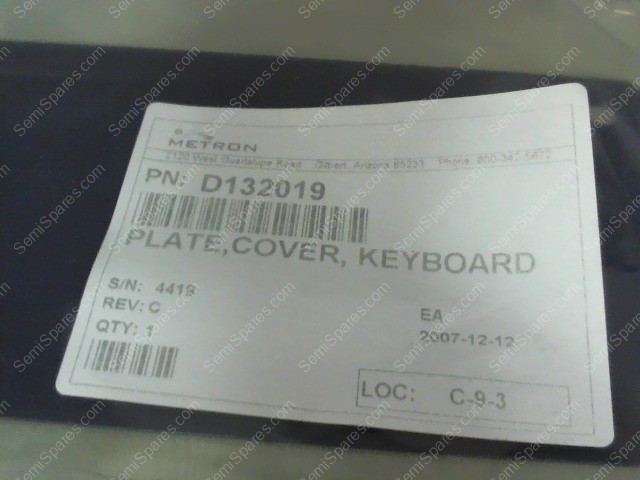 METRON
2120 West Guadalupe Road Gilbert, Arizona 85233 Phone: 800-342-5672
PN: D132019
PLATE,COVER, KEYBOARD
S/N: 4419
REV: C
QTY: 1
EA
2007-12-12
LOC: C-9-3
SemiSpares.com